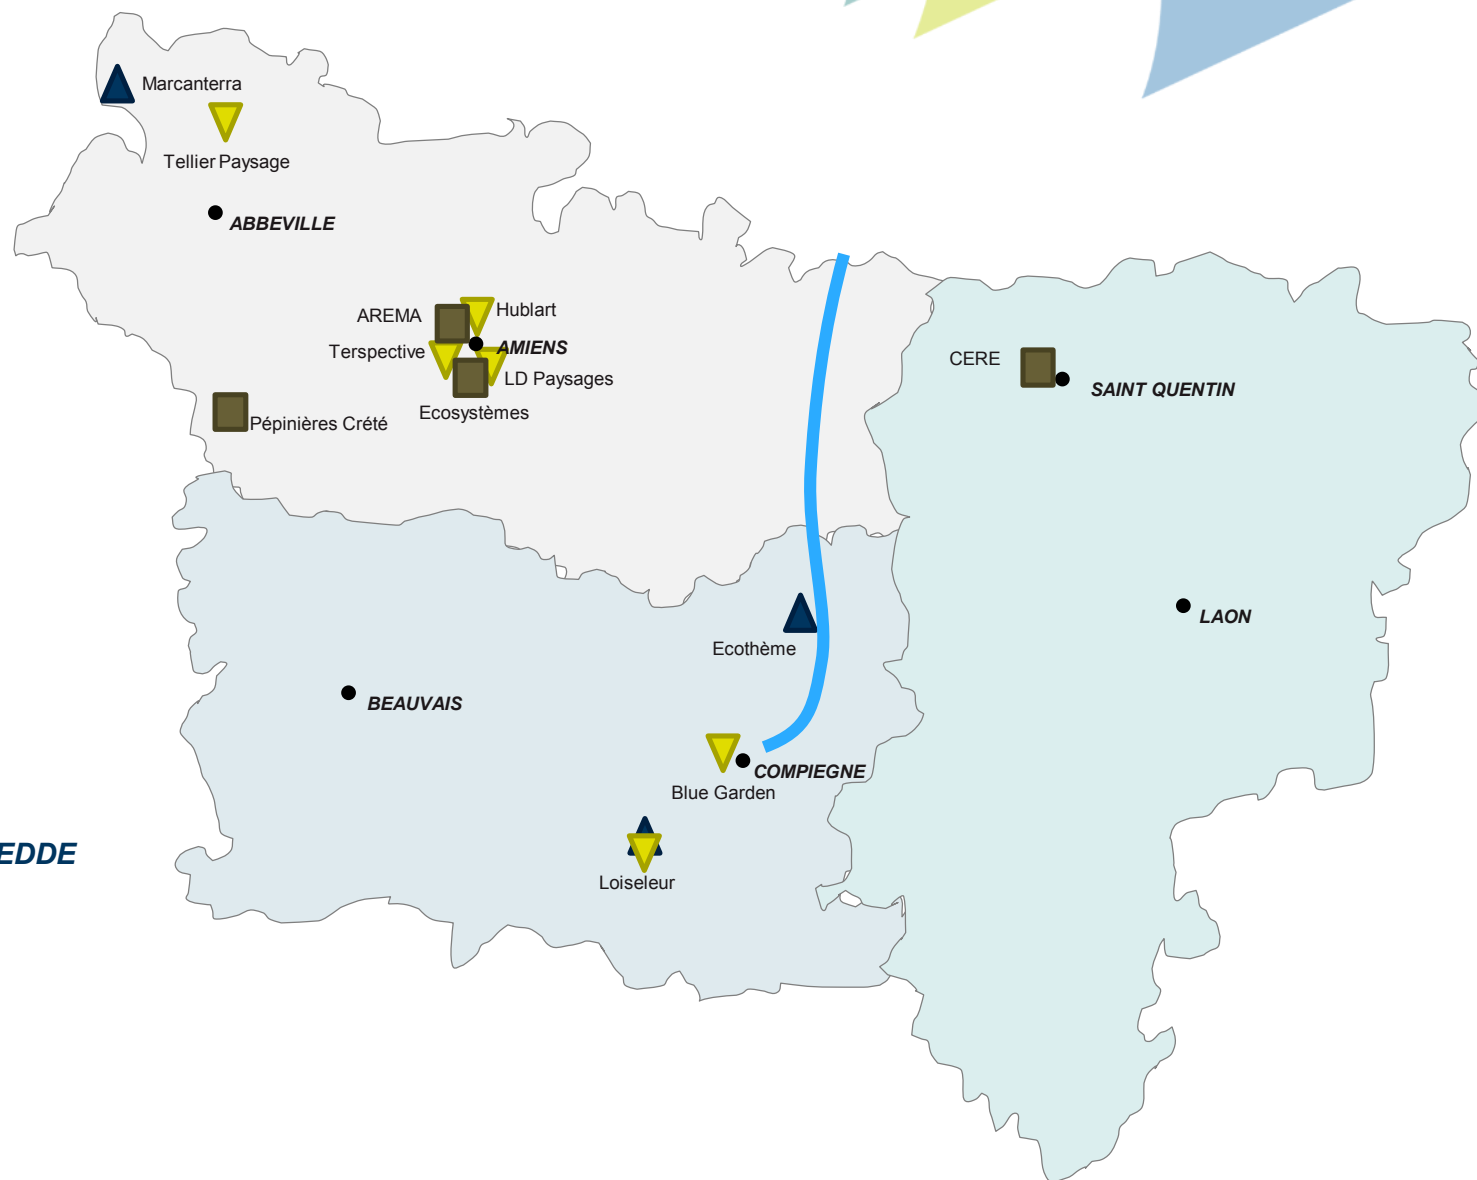 Marcanterra
Tellier Paysage
ABBEVILLE
AREMA
Hublart
Terspective
AMIENS
LD Paysages
Ecosystèmes
Pépinières Crété
CERE
SAINT QUENTIN
LAON
Ecothème
BEAUVAIS
COMPIEGNE
Blue Garden
EDDE
Loiseleur